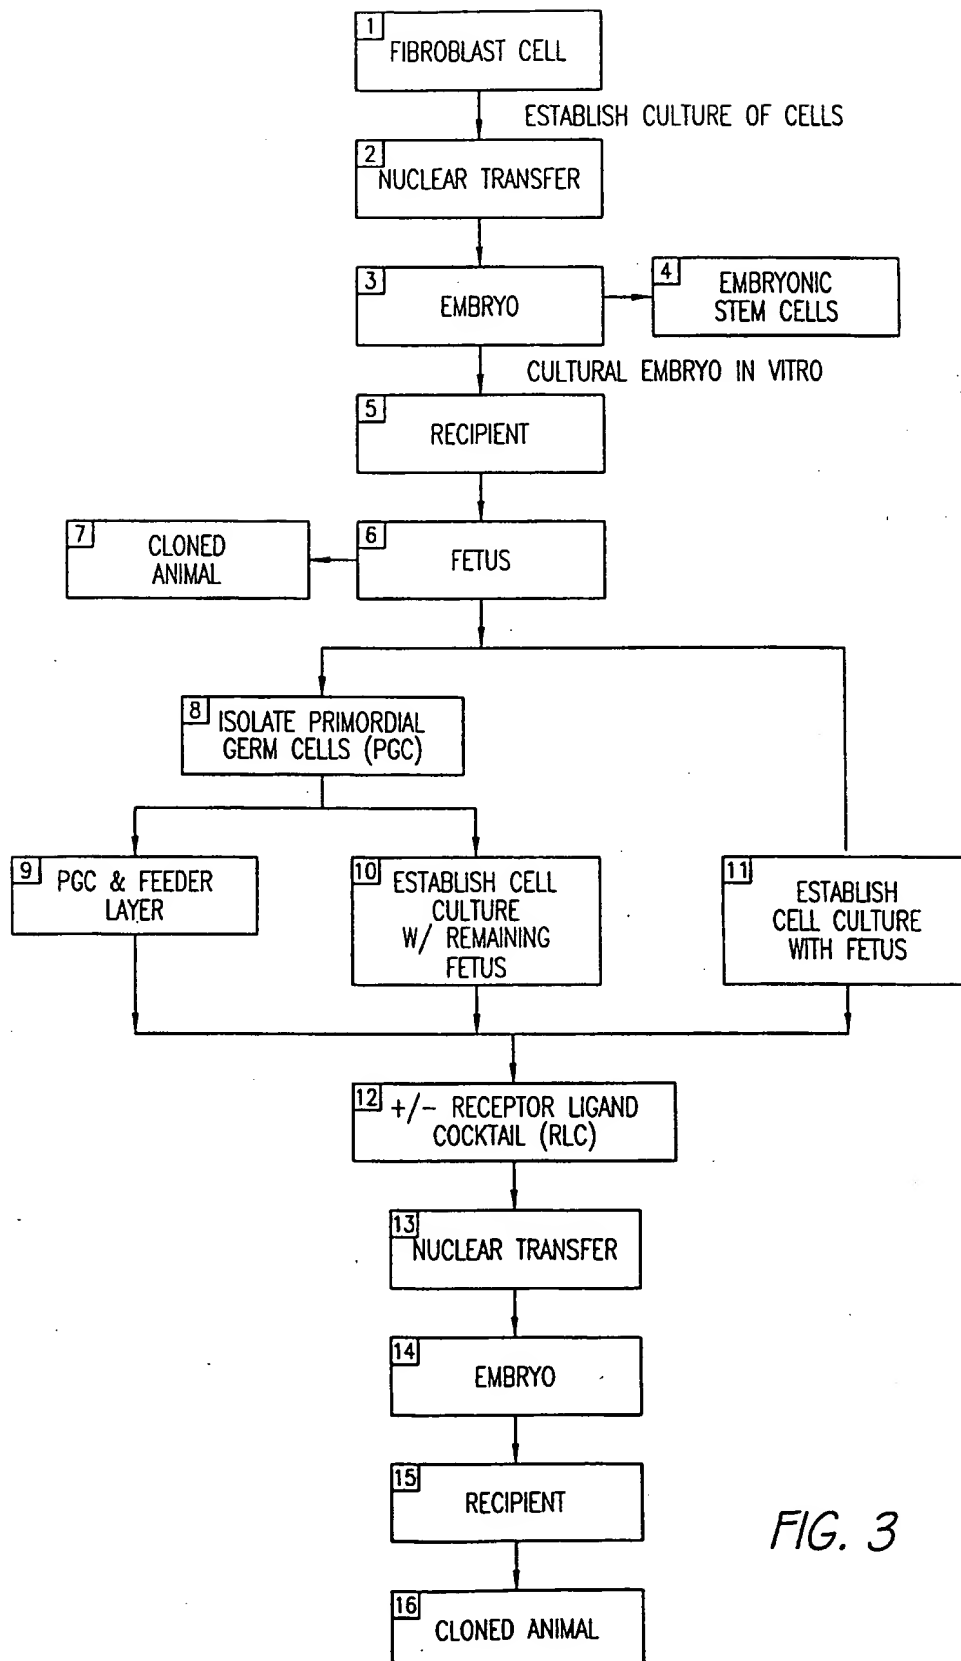 1
FIBROBLAST CELL
ESTABLISH CULTURE OF CELLS
2
NUCLEAR TRANSFER
3
EMBRYO
4
EMBRYONIC
STEM CELLS
CULTURAL EMBRYO IN VITRO
5
RECIPIENT
6
FETUS
7
CLONED
ANIMAL
8
ISOLATE PRIMORDIAL
GERM CELLS (PGC)
9
PGC & FEEDER
LAYER
10
ESTABLISH CELL
CULTURE
W/ REMAINING
FETUS
11
ESTABLISH
CELL CULTURE
WITH FETUS
12
+/- RECEPTOR LIGAND
COCKTAIL (RLC)
13
NUCLEAR TRANSFER
14
EMBRYO
15
RECIPIENT
16
CLONED ANIMAL
FIG. 3